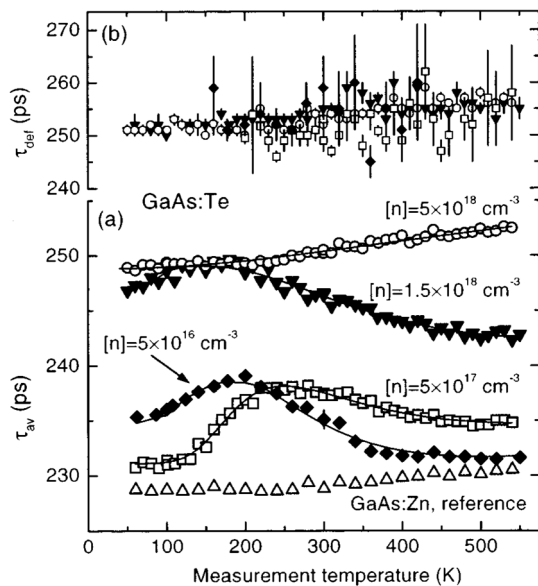 (b)
270
260
250
240
τdef (ps)
GaAs:Te
(a)
[n]=5×10¹⁸ cm⁻³
250
[n]=1.5×10¹⁸ cm⁻³
[n]=5×10¹⁶ cm⁻³
240
[n]=5×10¹⁷ cm⁻³
τav (ps)
230
GaAs:Zn, reference
0 100 200 300 400 500
Measurement temperature (K)